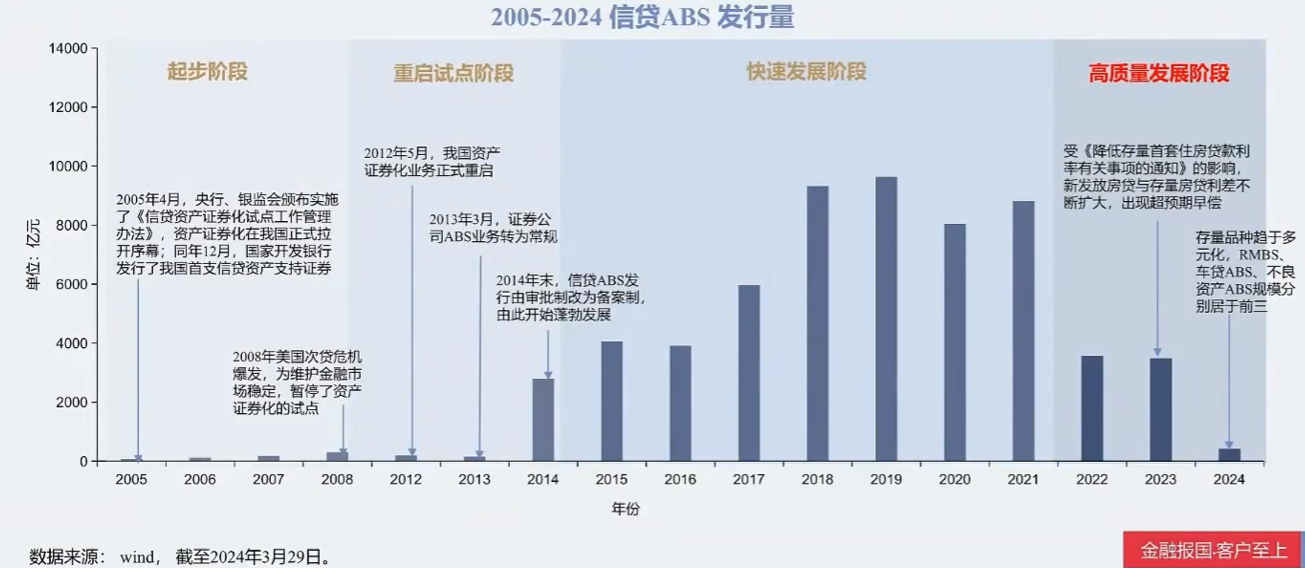 2005-2024 信贷ABS 发行量
起步阶段
重启试点阶段
快速发展阶段
高质量发展阶段
单位：亿元
14000
12000
10000
8000
6000
4000
2000
0
2005年4月，央行、银监会颁布实施
了《信贷资产证券化试点工作管理
办法》，资产证券化在我国正式拉
开序幕；同年12月，国家开发银行
发行了我国首支信贷资产支持证券
2008年美国次贷危机
爆发，为维护金融市
场稳定，暂停了资产
证券化的试点
2012年5月，我国资产
证券化业务正式重启
2013年3月，证券公
司ABS业务转为常规
2014年末，信贷ABS发
行由审批制改为备案制，
由此开始蓬勃发展
受《降低存量首套住房贷款利
率有关事项的通知》的影响，
新发放房贷与存量房贷利差不
断扩大，出现超预期早偿
存量品种趋于多
元化，RMBS、
车贷ABS、不良
资产ABS规模分
别居于前三
2005 2006 2007 2008 2012 2013 2014 2015 2016 2017 2018 2019 2020 2021 2022 2023 2024
年份
数据来源： wind， 截至2024年3月29日。
金融报国·客户至上